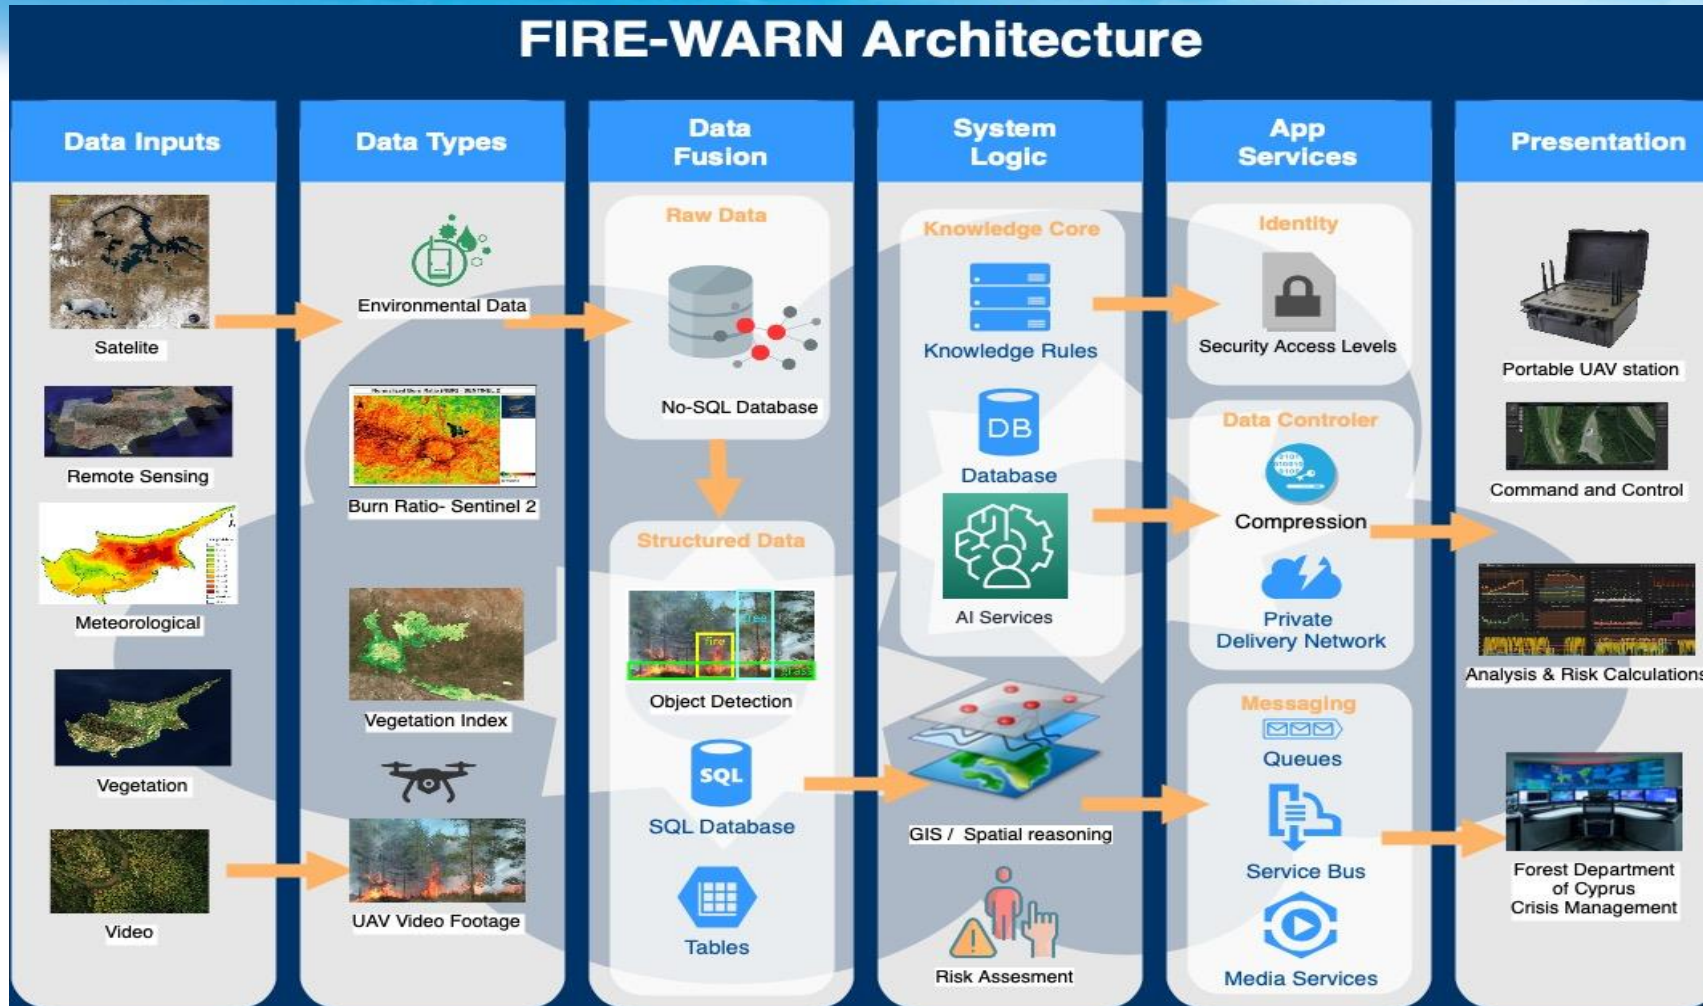 FIRE-WARN Architecture
Data Inputs
Satelite
Remote Sensing
Meteorological
Vegetation
Video
Data Types
Environmental Data
Burn Ratio- Sentinel 2
Vegetation Index
UAV Video Footage
Data
Fusion
Raw Data
No-SQL Database
Structured Data
fire
tree
grass
Object Detection
SQL
SQL Database
Tables
System
Logic
Knowledge Core
Knowledge Rules
DB
Database
AI Services
GIS / Spatial reasoning
Risk Assesment
App
Services
Identity
Security Access Levels
Data Controler
Compression
Private
Delivery Network
Messaging
Queues
Service Bus
Media Services
Presentation
Portable UAV station
Command and Control
Analysis & Risk Calculations
Forest Department
of Cyprus
Crisis Management